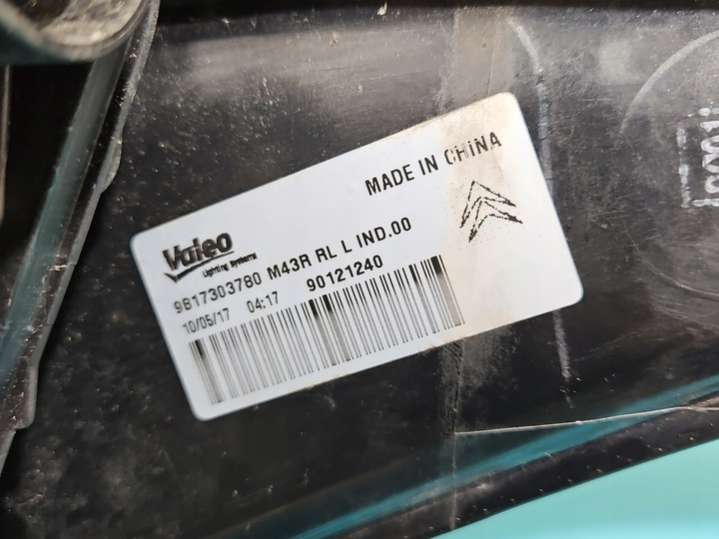 MADE IN CHINA
Valeo
Lighting Systems
9817303780 M43R RL L IND.00
10/05/17 04:17 90121240